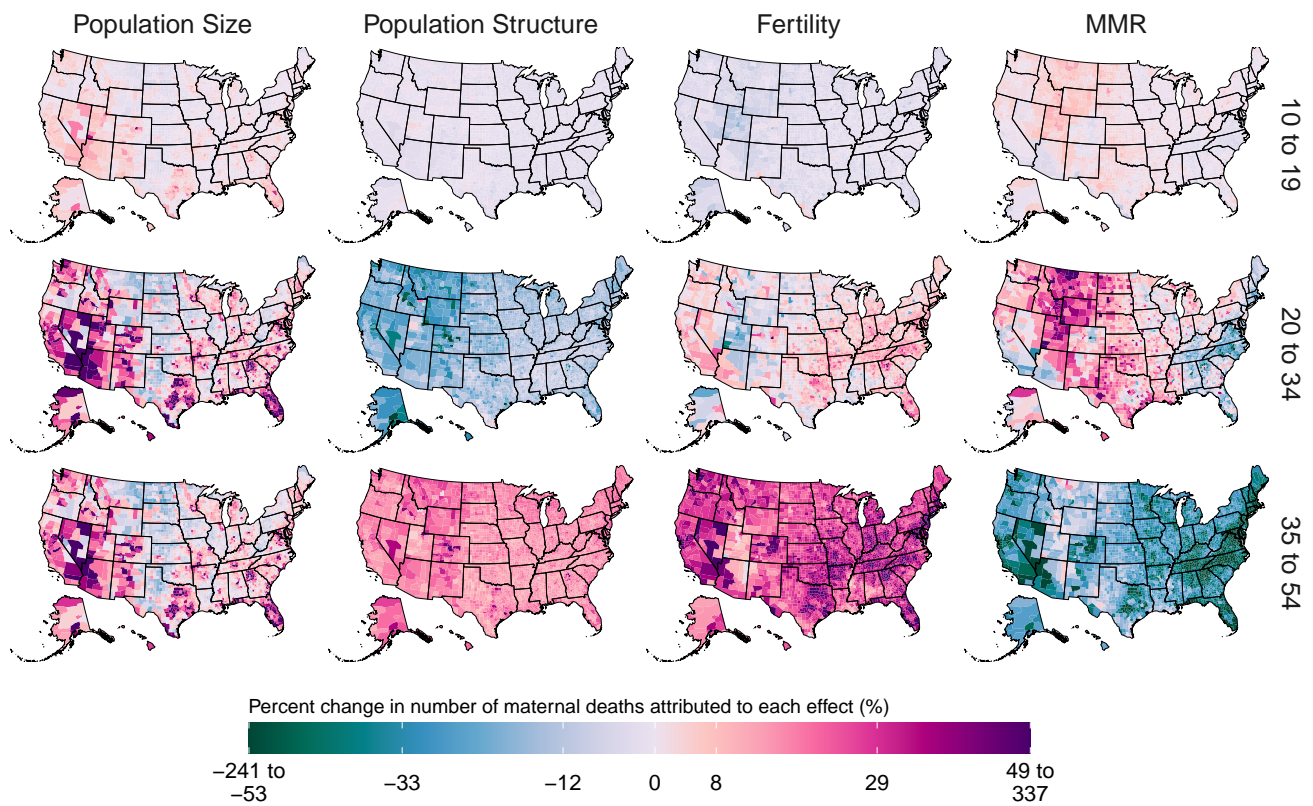 Population Size Population Structure Fertility MMR
10 to 19
20 to 34
35 to 54
Percent change in number of maternal deaths attributed to each effect (%)
−241 to −33 −12 0 8 29 49 to
−53 337